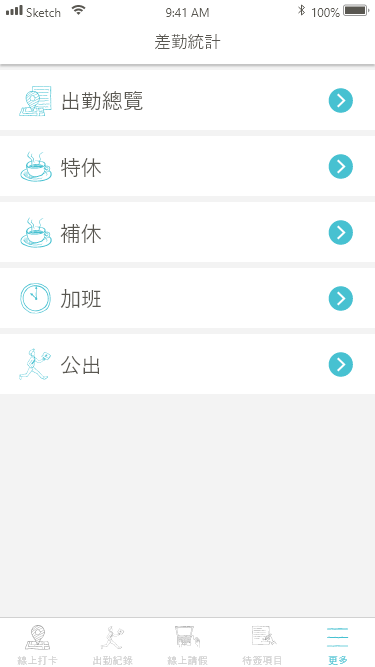 Sketch 9:41 AM 100%
差勤統計
出勤總覽
特休
補休
加班
公出
線上打卡 出勤記錄 線上請假 待簽項目 更多